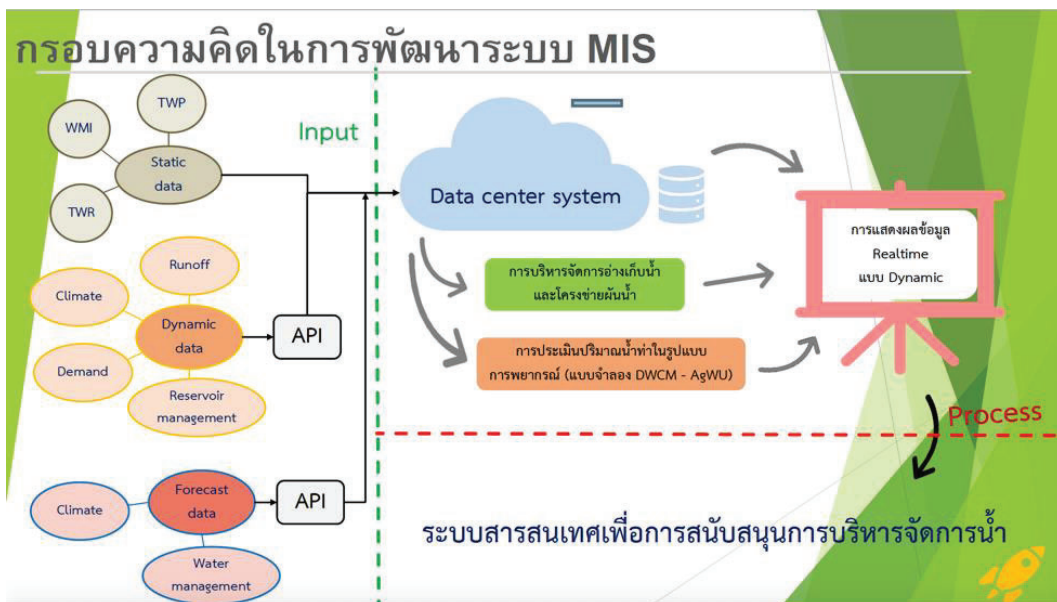 กรอบความคิดในการพัฒนาระบบ MIS
TWP
WMI
Static
data
TWR
Input
Runoff
Climate
Dynamic
data
API
Demand
Reservoir
management
Forecast
data
API
Climate
Water
management
Data center system
การบริหารจัดการอ่างเก็บน้ำ
และโครงข่ายผันน้ำ
การประเมินปริมาณน้ำท่าในรูปแบบ
การพยากรณ์ (แบบจำลอง DWCM - AgWU)
การแสดงผลข้อมูล
Realtime
แบบ Dynamic
Process
ระบบสารสนเทศเพื่อการสนับสนุนการบริหารจัดการน้ำ